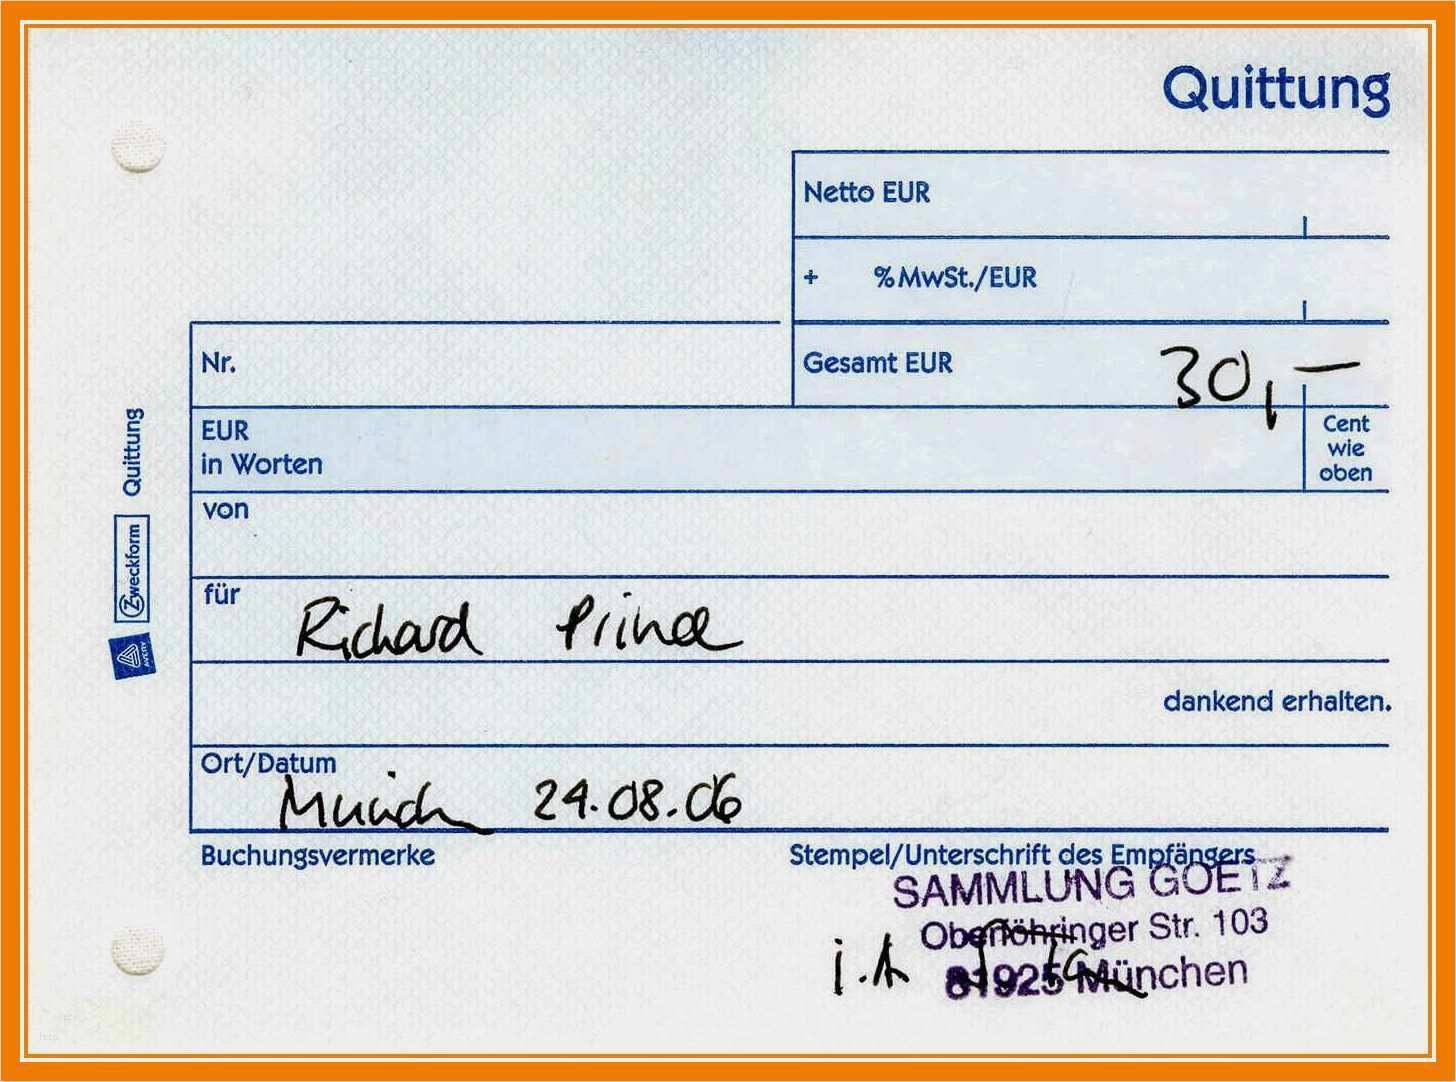 Quittung
Netto EUR
+ % MwSt./EUR
Nr.
Gesamt EUR 30,—
EUR
in Worten
Cent
wie
oben
von
für Richard Prince
dankend erhalten.
Ort/Datum
Munich 24.08.06
Buchungsvermerke
Stempel/Unterschrift des Empfängers
SAMMLUNG GOETZ
Oberföhringer Str. 103
i.A
81925 München
Quittung
Zweckform
AVERY